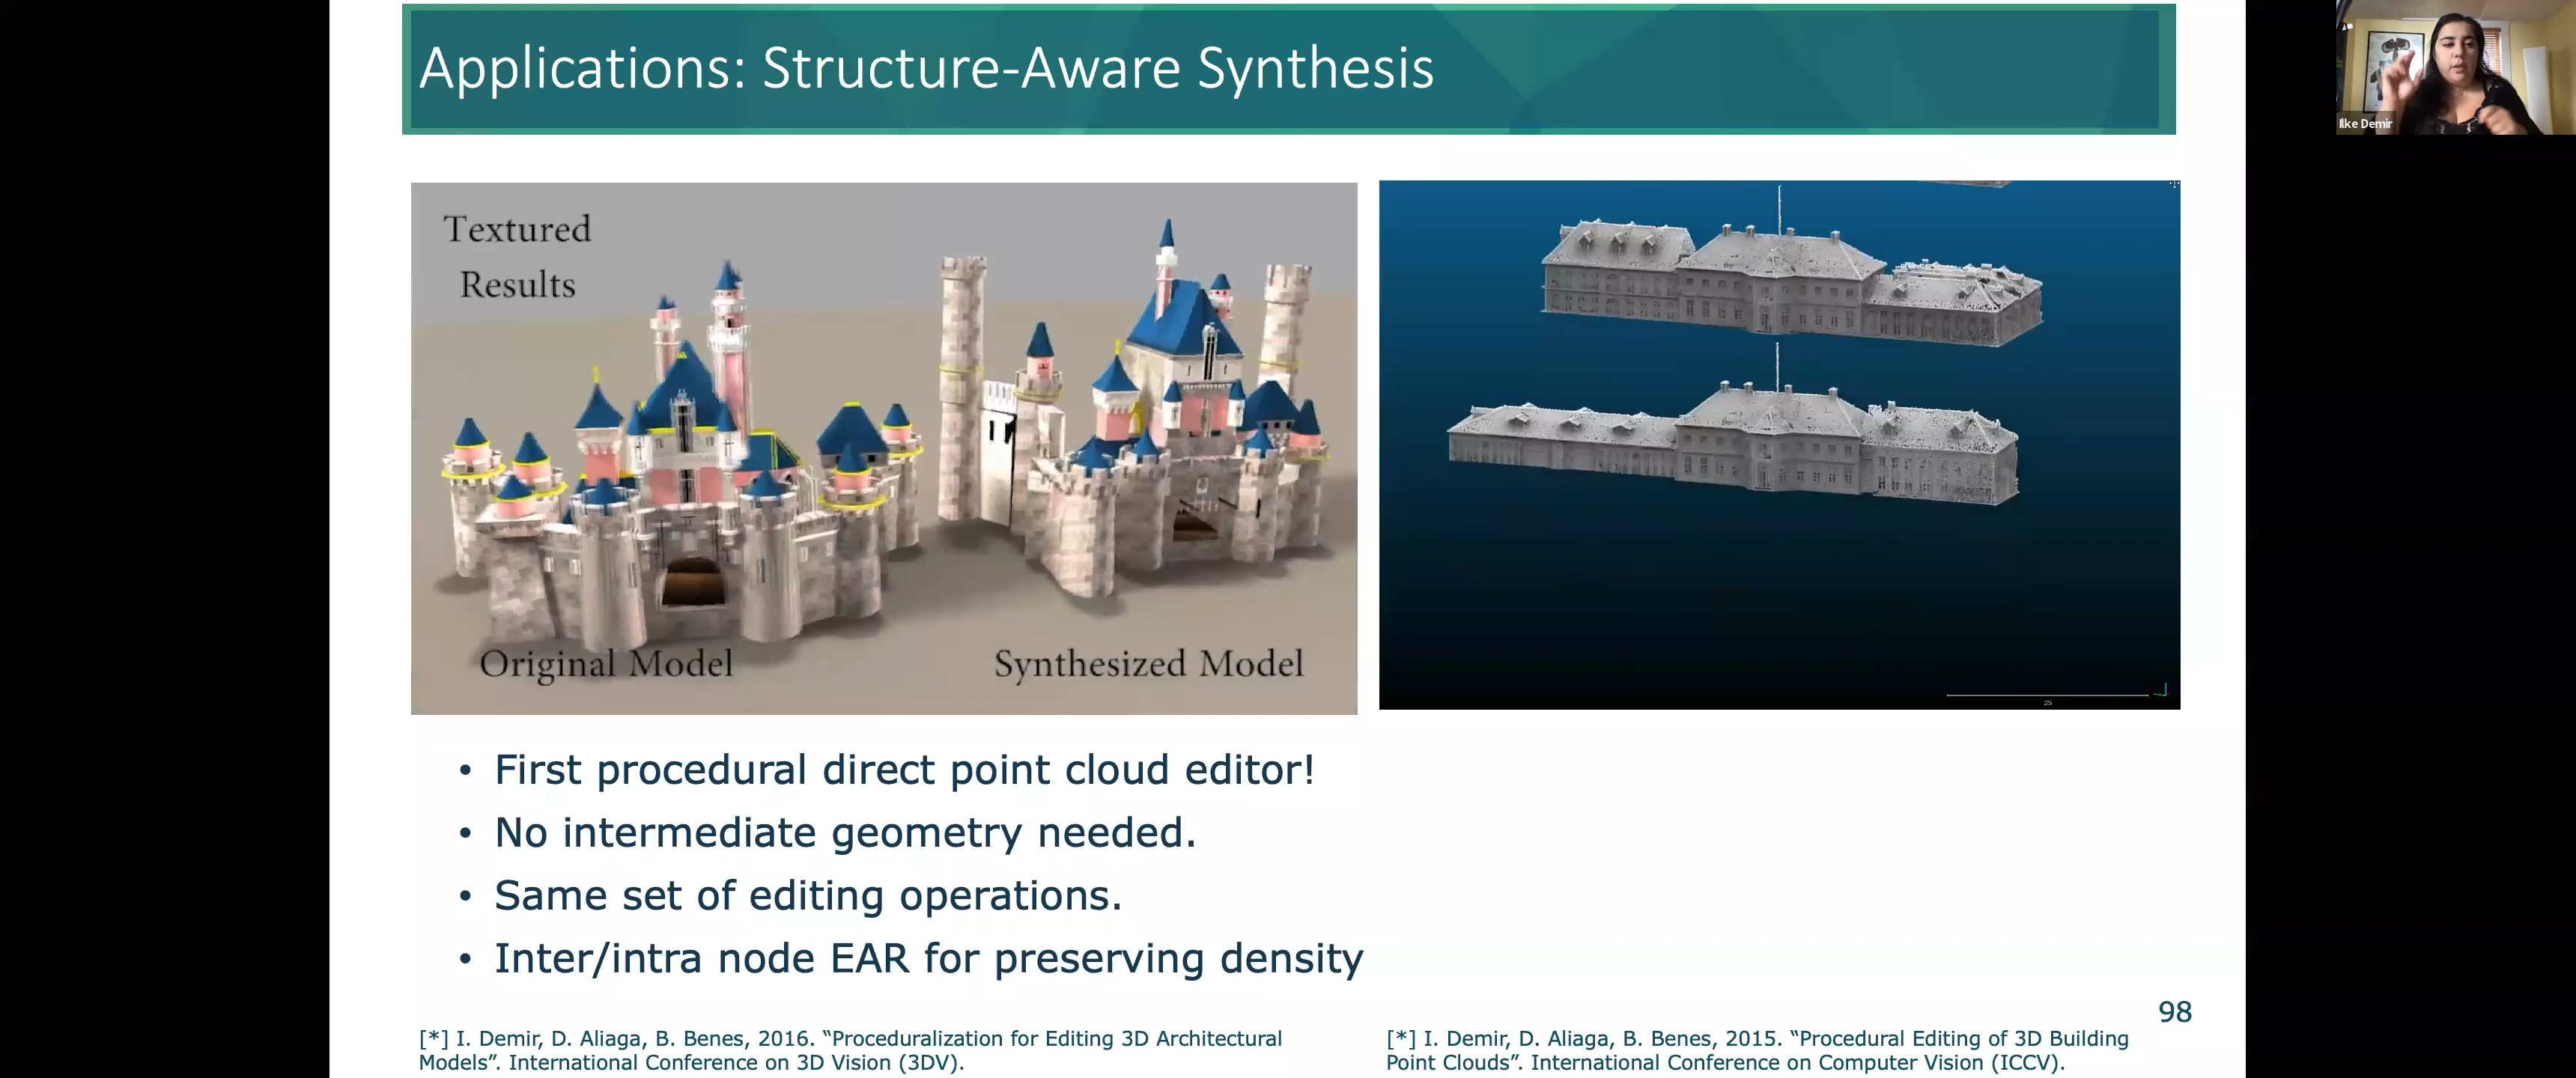 Applications: Structure-Aware Synthesis
Ilke Demir
Textured
Results
Original Model
Synthesized Model
25
• First procedural direct point cloud editor!
• No intermediate geometry needed.
• Same set of editing operations.
• Inter/intra node EAR for preserving density
98
[*] I. Demir, D. Aliaga, B. Benes, 2016. “Proceduralization for Editing 3D Architectural
Models”. International Conference on 3D Vision (3DV).
[*] I. Demir, D. Aliaga, B. Benes, 2015. “Procedural Editing of 3D Building
Point Clouds”. International Conference on Computer Vision (ICCV).